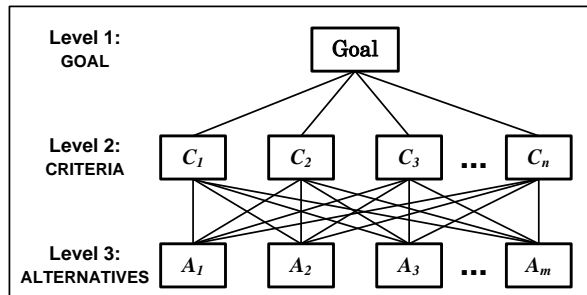 Level 1:
GOAL
Goal
Level 2:
CRITERIA
C1 C2 C3 ... Cn
Level 3:
ALTERNATIVES
A1 A2 A3 ... Am